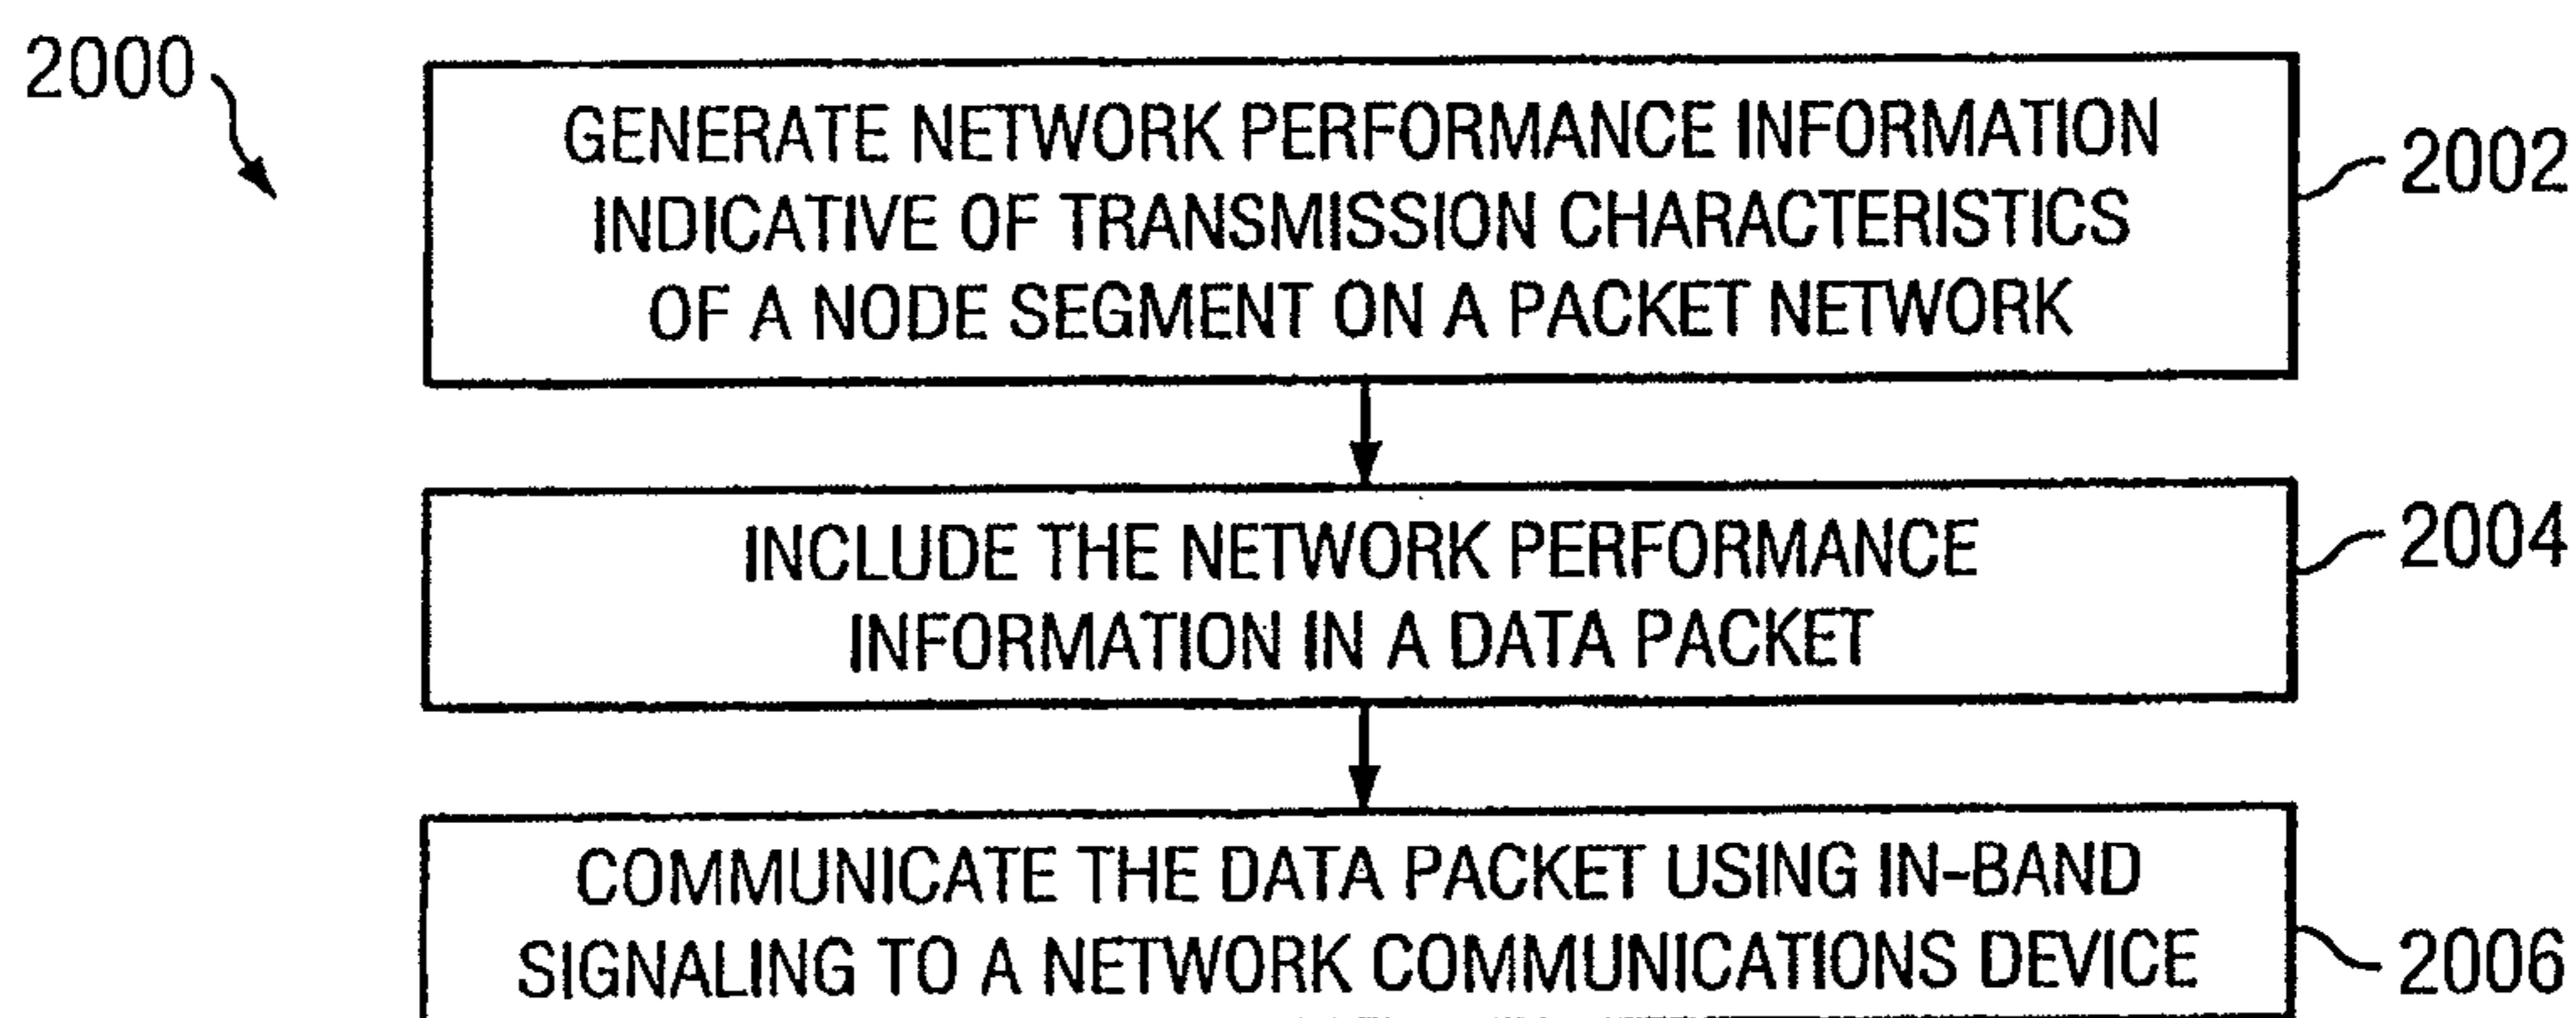 2000
GENERATE NETWORK PERFORMANCE INFORMATION
INDICATIVE OF TRANSMISSION CHARACTERISTICS
OF A NODE SEGMENT ON A PACKET NETWORK
2002
INCLUDE THE NETWORK PERFORMANCE
INFORMATION IN A DATA PACKET
2004
COMMUNICATE THE DATA PACKET USING IN-BAND
SIGNALING TO A NETWORK COMMUNICATIONS DEVICE
2006